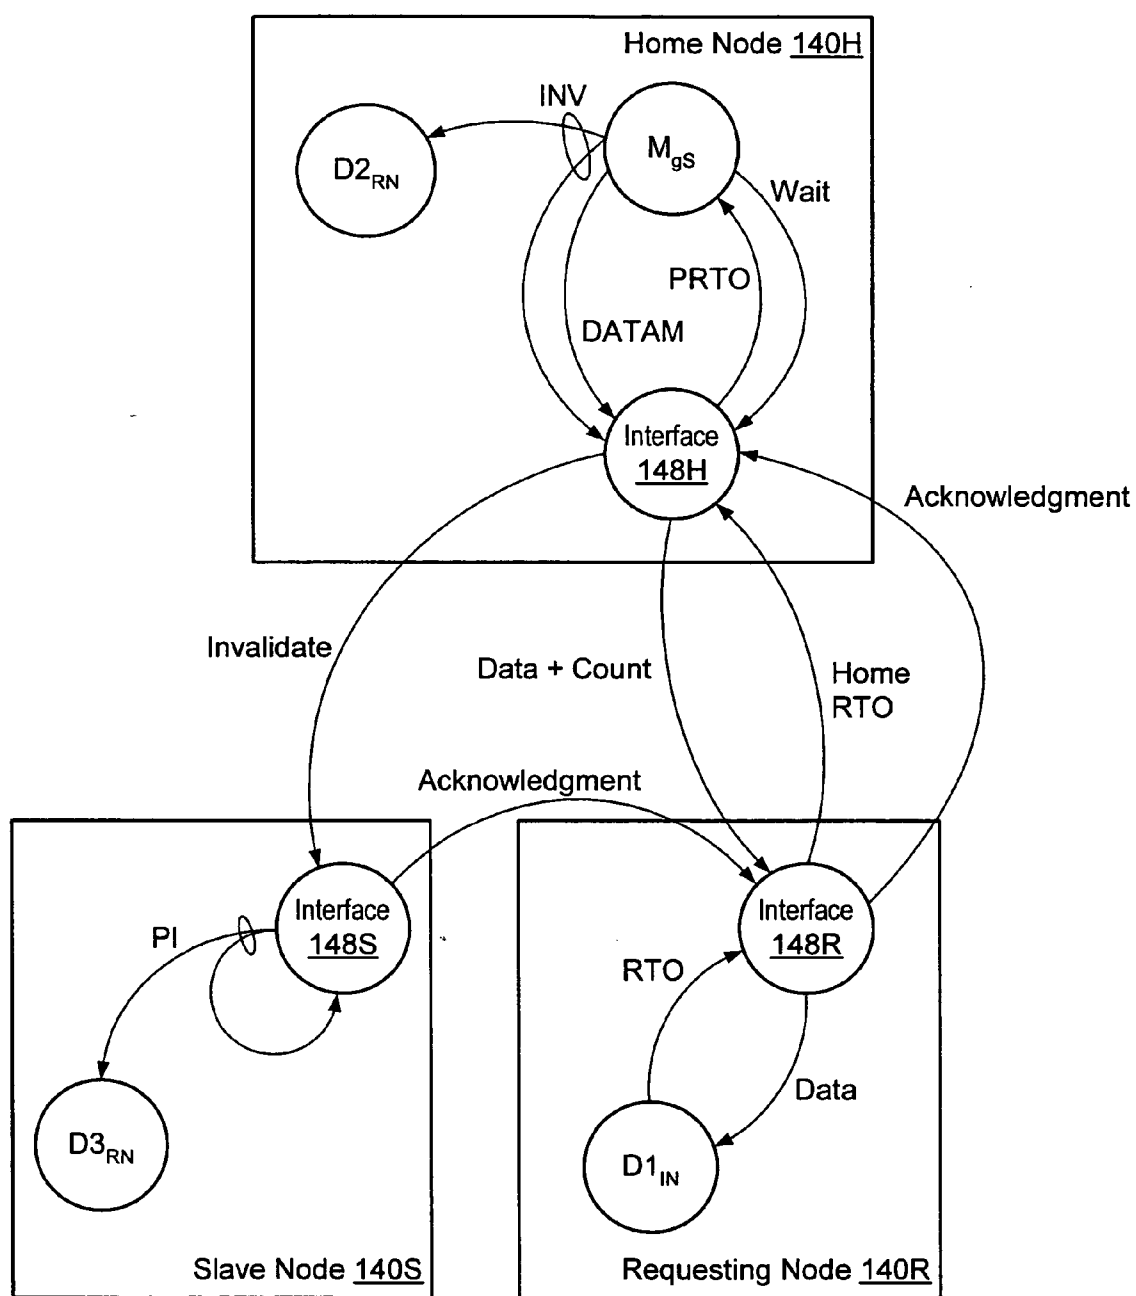 Home Node 140H
INV
D2RN
MgS
Wait
PRTO
DATAM
Interface
148H
Acknowledgment
Invalidate
Data + Count
Home
RTO
Acknowledgment
Interface
148S
PI
D3RN
Slave Node 140S
Interface
148R
RTO
Data
D1IN
Requesting Node 140R